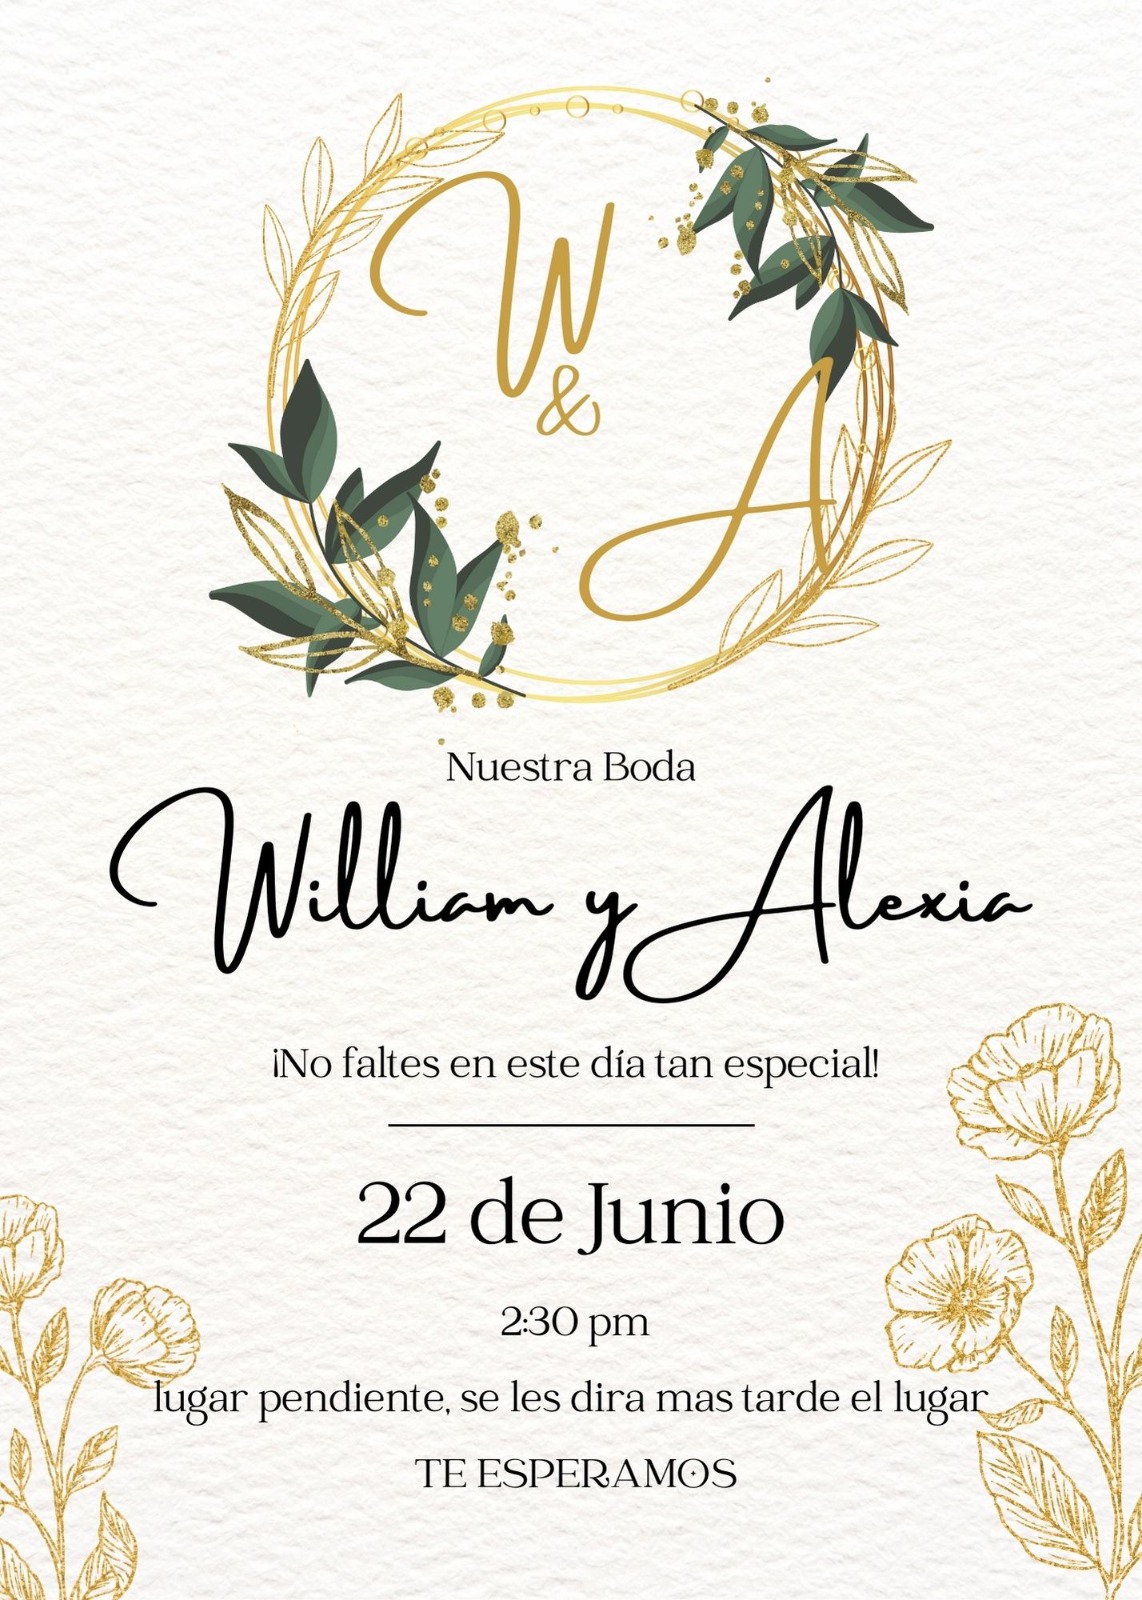 W
&
A
Nuestra Boda
William y Alexia
¡No faltes en este día tan especial!
22 de Junio
2:30 pm
lugar pendiente, se les dira mas tarde el lugar
TE ESPERAMOS